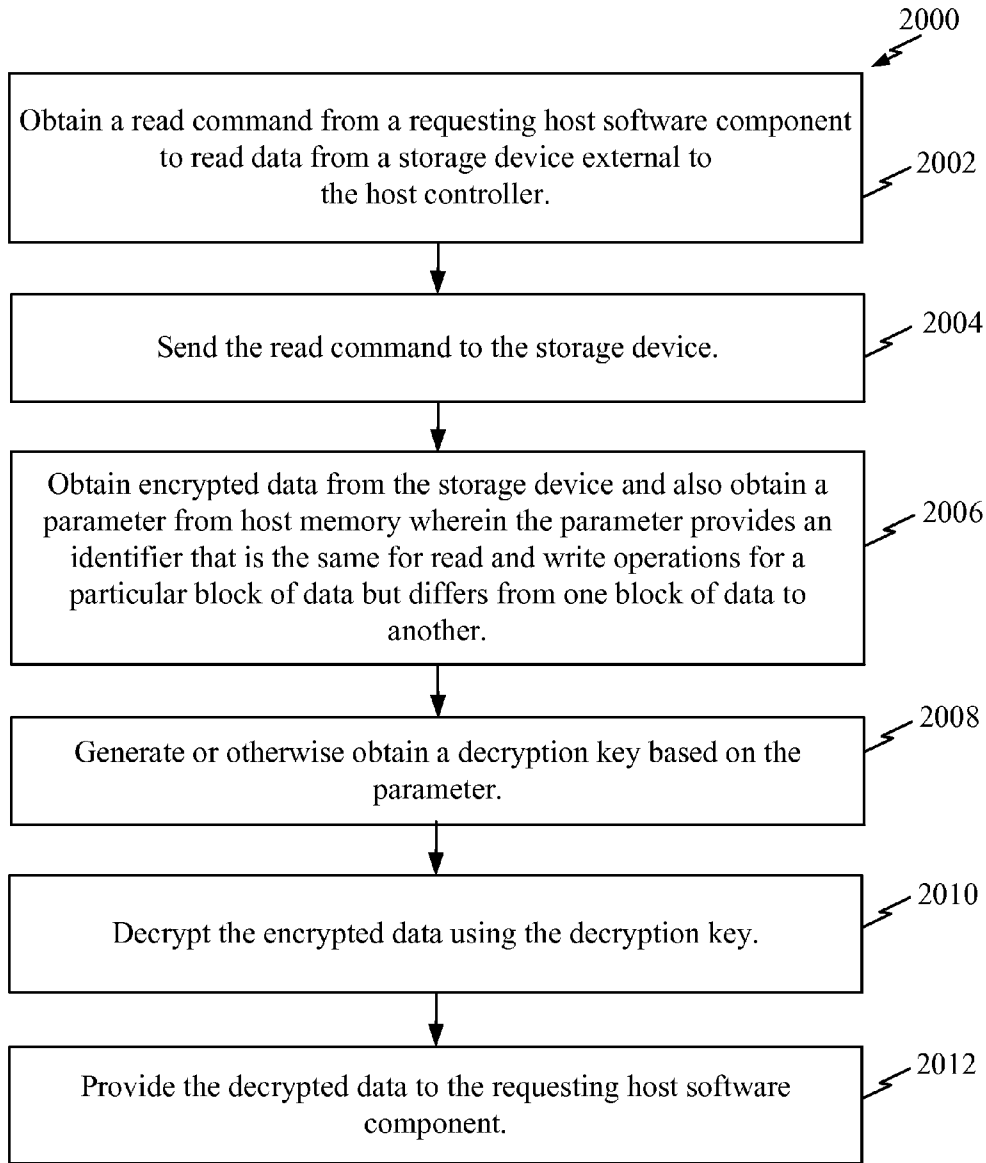 2000
Obtain a read command from a requesting host software component
to read data from a storage device external to
the host controller.
2002
Send the read command to the storage device.
2004
Obtain encrypted data from the storage device and also obtain a
parameter from host memory wherein the parameter provides an
identifier that is the same for read and write operations for a
particular block of data but differs from one block of data to
another.
2006
Generate or otherwise obtain a decryption key based on the
parameter.
2008
Decrypt the encrypted data using the decryption key.
2010
Provide the decrypted data to the requesting host software
component.
2012